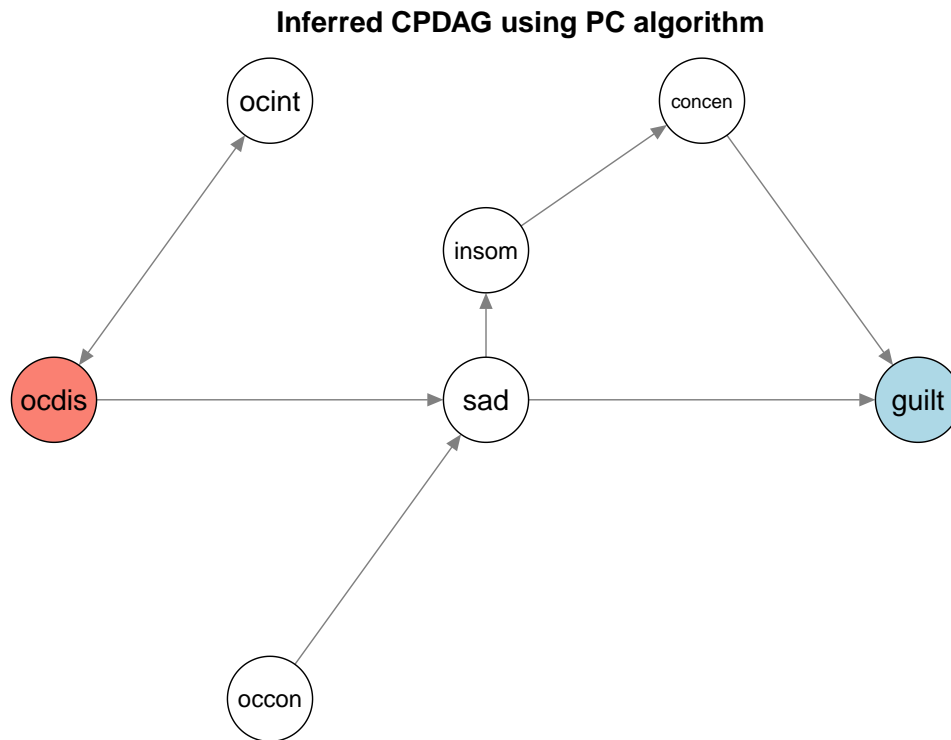 Inferred CPDAG using PC algorithm
ocint
concen
insom
ocdis
sad
guilt
occon